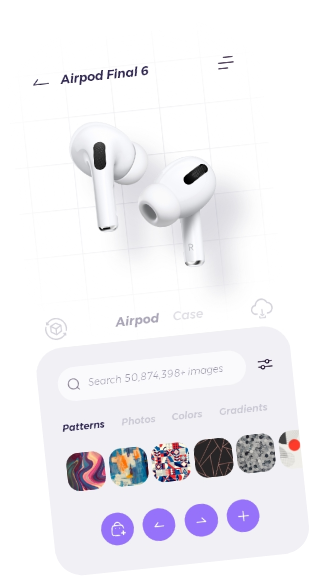 Airpod Final 6
R
Airpod Case
Search 50,874,398+ images
Patterns Photos Colors Gradients